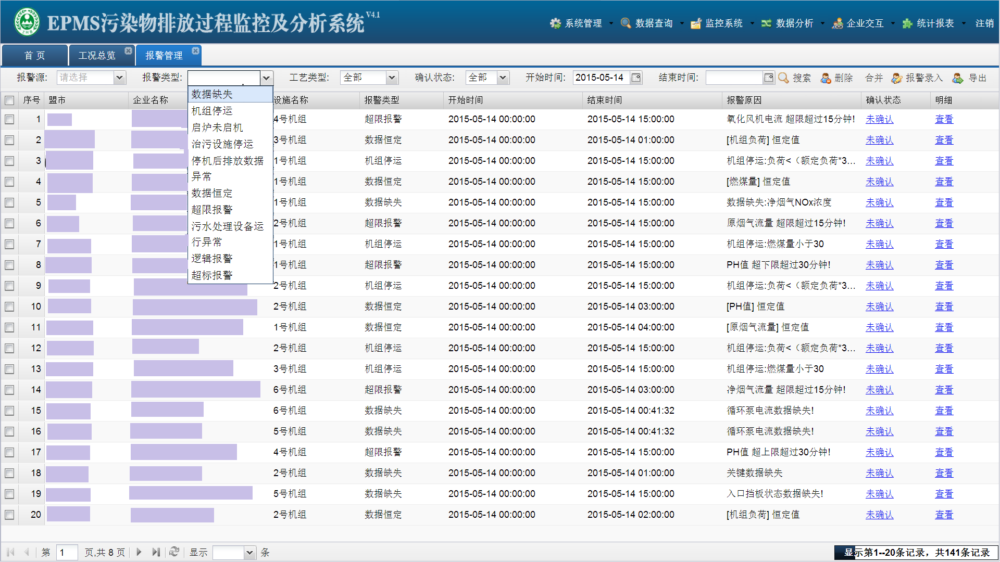 EPMS污染物排放过程监控及分析系统 V4.1
系统管理 数据查询 监控系统 数据分析 企业交互 统计报表 注销
首 页 工况总览 报警管理
报警源: 请选择 报警类型: 工艺类型: 全部 确认状态: 全部 开始时间: 2015-05-14 结束时间: 搜索 删除 合并 报警录入 导出
序号 盟市 企业名称 设施名称 报警类型 开始时间 结束时间 报警原因 确认状态 明细
数据缺失
机组停运
启炉未启机
治污设施停运
停机后排放数据
异常
数据恒定
超限报警
污水处理设备运
行异常
逻辑报警
超标报警
1 4号机组 超限报警 2015-05-14 00:00:00 2015-05-14 15:00:00 氧化风机电流 超限超过15分钟! 未确认 查看
2 3号机组 数据恒定 2015-05-14 00:00:00 2015-05-14 01:00:00 [机组负荷] 恒定值 未确认 查看
3 1号机组 机组停运 2015-05-14 00:00:00 2015-05-14 15:00:00 机组停运:负荷<（额定负荷*3... 未确认 查看
4 1号机组 数据恒定 2015-05-14 00:00:00 2015-05-14 15:00:00 [燃煤量] 恒定值 未确认 查看
5 1号机组 数据缺失 2015-05-14 00:00:00 2015-05-14 15:00:00 数据缺失:净烟气NOx浓度 未确认 查看
6 2号机组 超限报警 2015-05-14 00:00:00 2015-05-14 15:00:00 原烟气流量 超限超过15分钟! 未确认 查看
7 1号机组 机组停运 2015-05-14 00:00:00 2015-05-14 15:00:00 机组停运:燃煤量小于30 未确认 查看
8 1号机组 超限报警 2015-05-14 00:00:00 2015-05-14 15:00:00 PH值 超下限超过30分钟! 未确认 查看
9 2号机组 机组停运 2015-05-14 00:00:00 2015-05-14 15:00:00 机组停运:负荷<（额定负荷*3... 未确认 查看
10 2号机组 数据恒定 2015-05-14 00:00:00 2015-05-14 03:00:00 [PH值] 恒定值 未确认 查看
11 1号机组 数据恒定 2015-05-14 00:00:00 2015-05-14 04:00:00 [原烟气流量] 恒定值 未确认 查看
12 2号机组 机组停运 2015-05-14 00:00:00 2015-05-14 15:00:00 机组停运:负荷<（额定负荷*3... 未确认 查看
13 3号机组 机组停运 2015-05-14 00:00:00 2015-05-14 15:00:00 机组停运:燃煤量小于30 未确认 查看
14 6号机组 超限报警 2015-05-14 00:00:00 2015-05-14 03:00:00 净烟气流量 超限超过15分钟! 未确认 查看
15 6号机组 数据缺失 2015-05-14 00:00:00 2015-05-14 00:41:32 循环泵电流数据缺失! 未确认 查看
16 5号机组 数据缺失 2015-05-14 00:00:00 2015-05-14 00:41:32 循环泵电流数据缺失! 未确认 查看
17 4号机组 超限报警 2015-05-14 00:00:00 2015-05-14 15:00:00 PH值 超上限超过30分钟! 未确认 查看
18 2号机组 数据缺失 2015-05-14 00:00:00 2015-05-14 01:00:00 关键数据缺失 未确认 查看
19 5号机组 数据缺失 2015-05-14 00:00:00 2015-05-14 15:00:00 入口挡板状态数据缺失! 未确认 查看
20 2号机组 数据恒定 2015-05-14 00:00:00 2015-05-14 02:00:00 [机组负荷] 恒定值 未确认 查看
第 1 页,共 8 页 显示 条 显示第1--20条记录，共141条记录